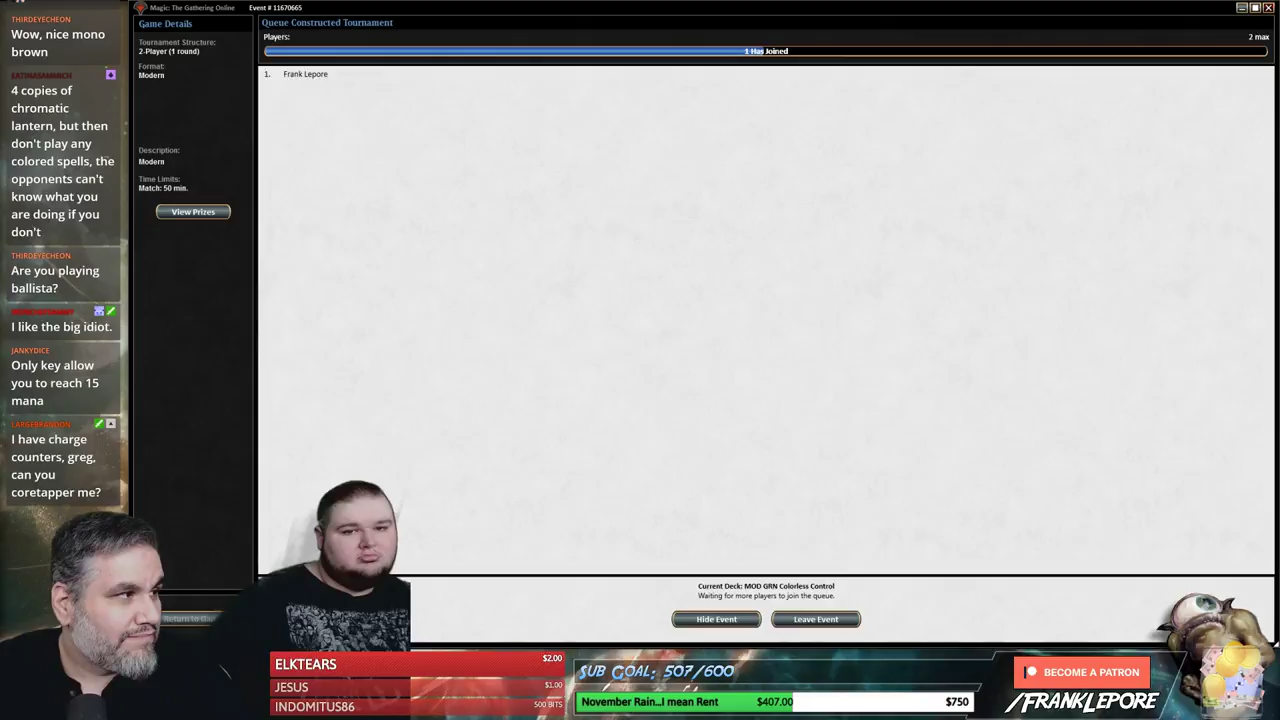 Magic: The Gathering Online
Event # 11670665
THIRDEYECHEON
Wow, nice mono
brown
4 copies of
chromatic
lantern, but then
don't play any
colored spells, the
opponents can't
know what you
are doing if you
don't
THIRDEYECHEON
Are you playing
ballista?
I like the big idiot.
JANKYDICE
Only key allow
you to reach 15
mana
LARGEBRANDON
I have charge
counters, greg,
can you
coretapper me?
Game Details
Tournament Structure:
2-Player (1 round)
Format:
Modern
Description:
Modern
Time Limits:
Match: 50 min.
View Prizes
Return to
Queue Constructed Tournament
Players:
2 max
1 Has Joined
1. Frank Lepore
Current Deck: MOD GRN Colorless Control
Waiting for more players to join the queue.
Hide Event
Leave Event
ELKTEARS $2.00
JESUS $1.00
INDOMITUS86 500 BITS
SUB GOAL: 507/600
November Rain...I mean Rent $407.00 $750
BECOME A PATRON
/FRANKLEPORE